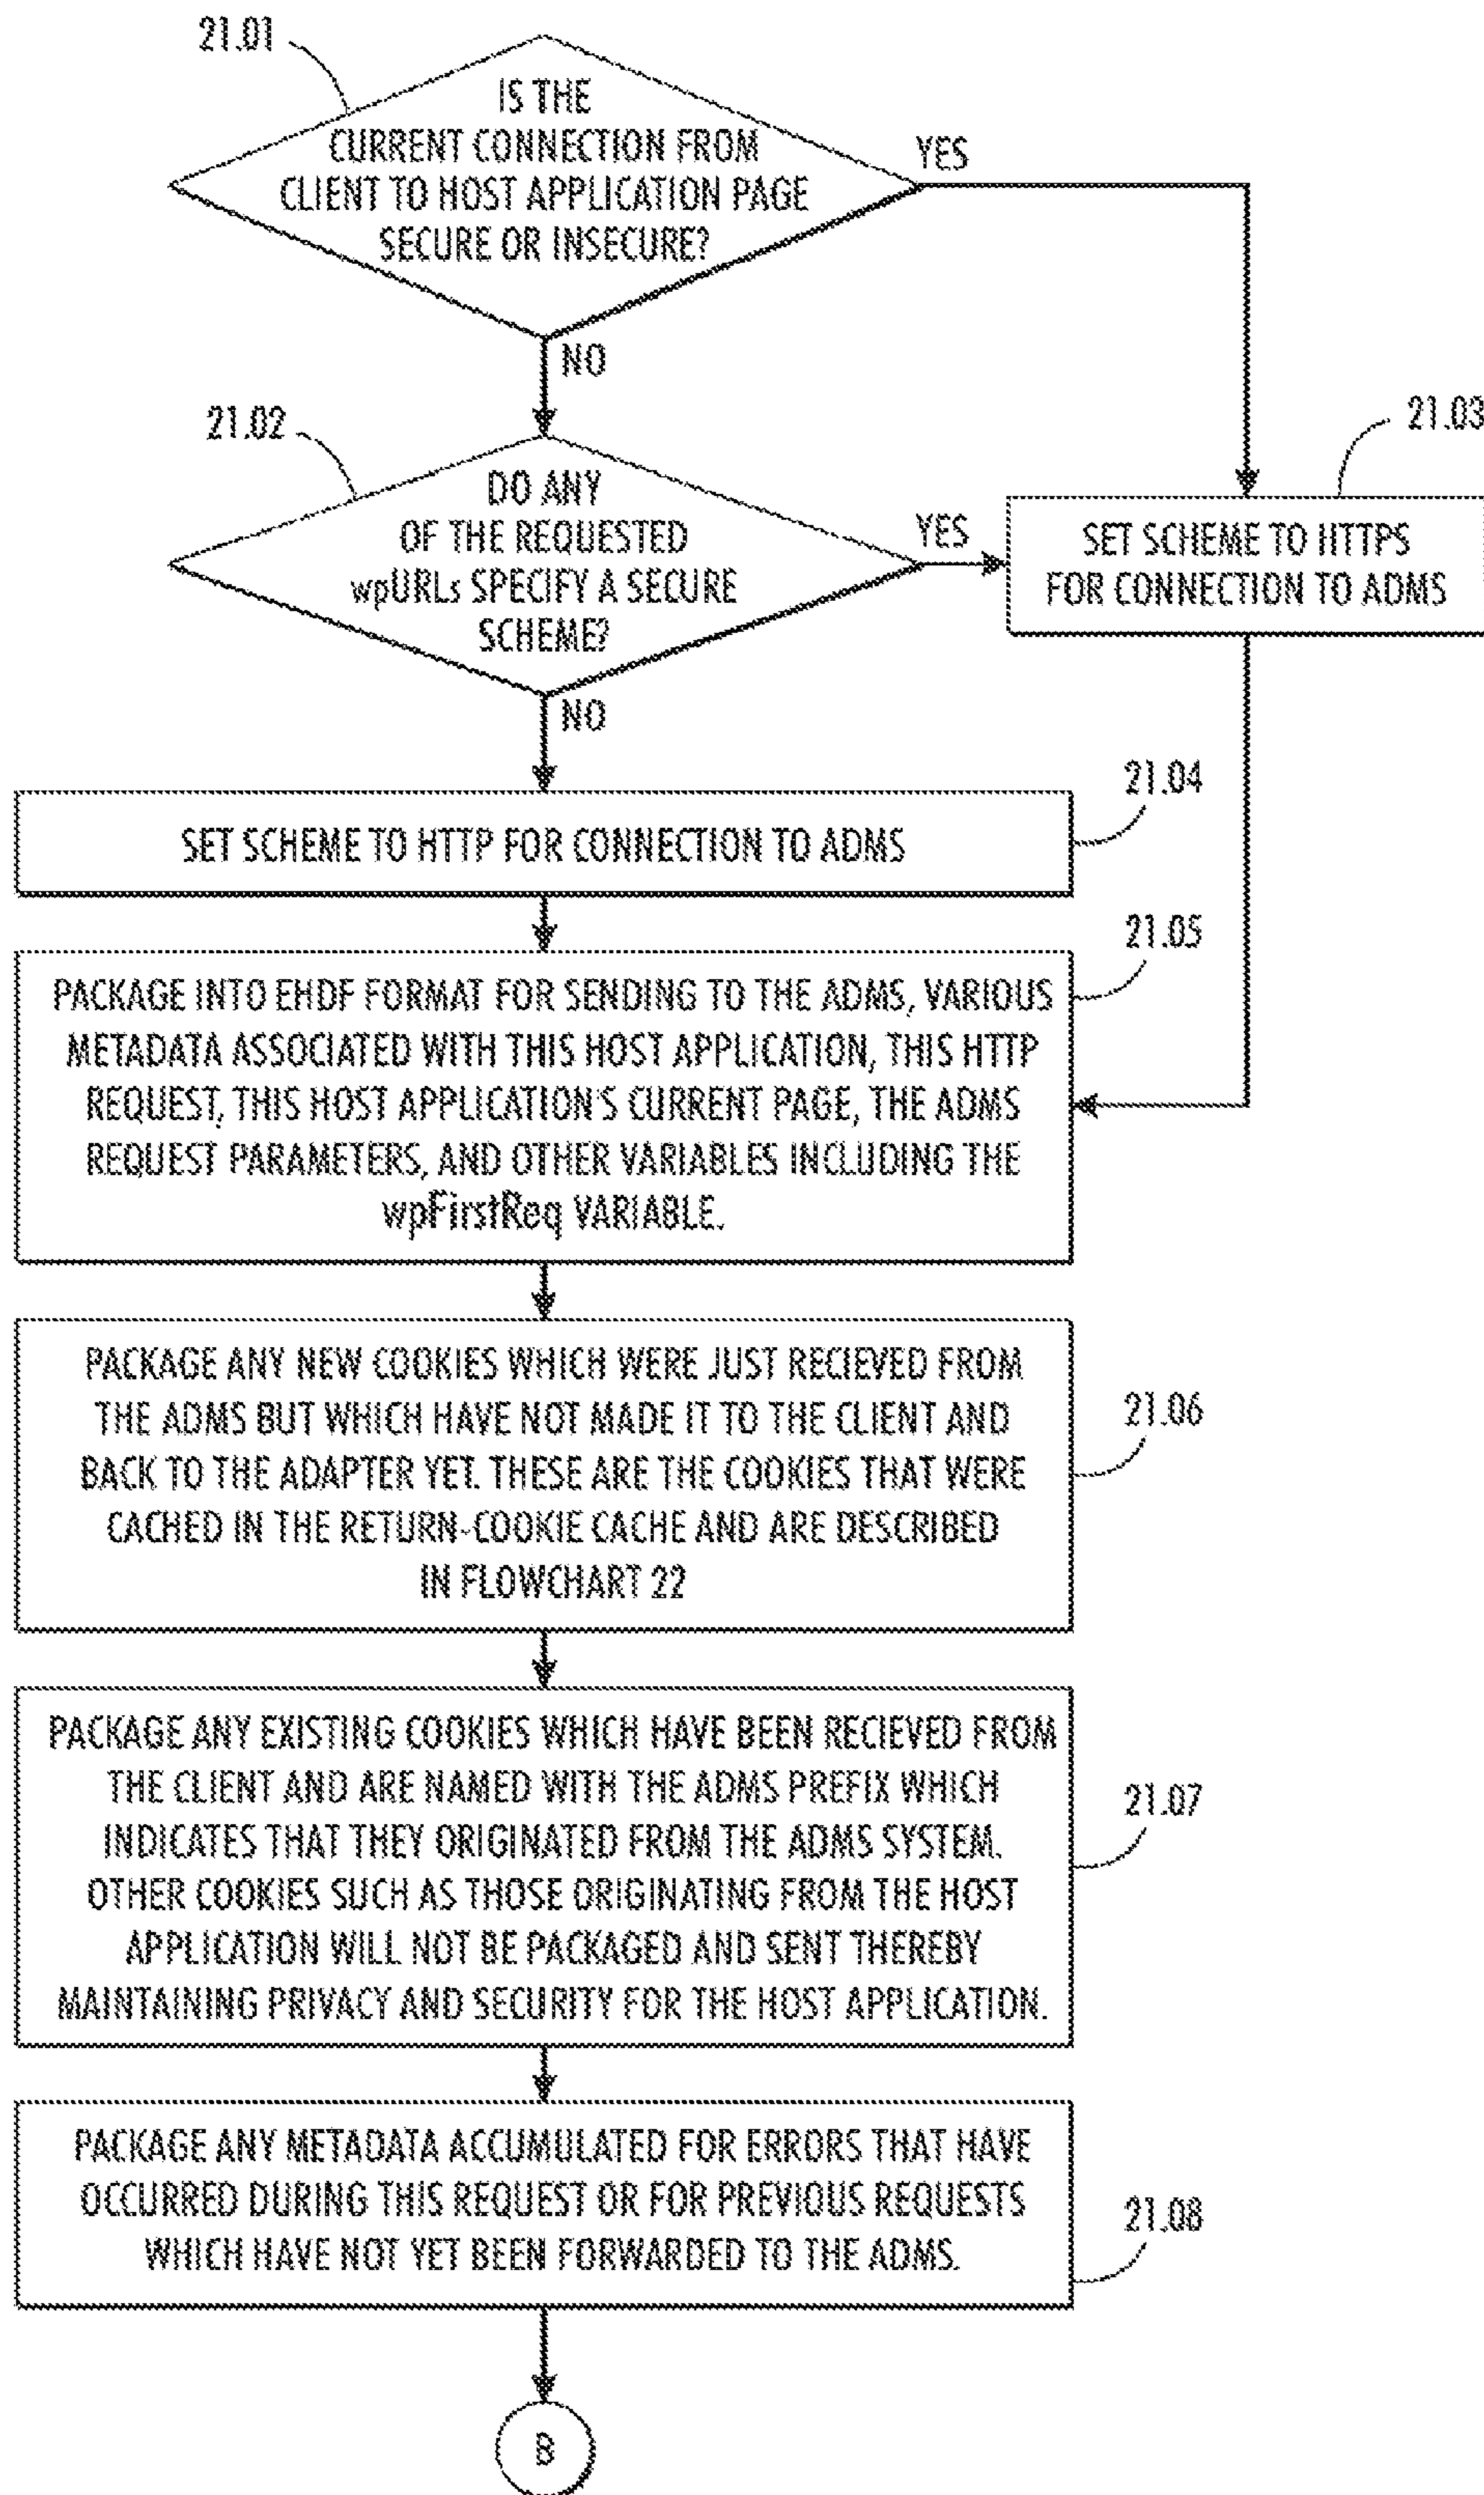 21.01
IS THE
CURRENT CONNECTION FROM
CLIENT TO HOST APPLICATION PAGE
SECURE OR INSECURE?
YES
NO
21.02
DO ANY
OF THE REQUESTED
wpURLs SPECIFY A SECURE
SCHEME?
YES
NO
21.03
SET SCHEME TO HTTPS
FOR CONNECTION TO ADMS
21.04
SET SCHEME TO HTTP FOR CONNECTION TO ADMS
21.05
PACKAGE INTO EHDF FORMAT FOR SENDING TO THE ADMS, VARIOUS
METADATA ASSOCIATED WITH THIS HOST APPLICATION, THIS HTTP
REQUEST, THIS HOST APPLICATION'S CURRENT PAGE, THE ADMS
REQUEST PARAMETERS, AND OTHER VARIABLES INCLUDING THE
wpFirstReq VARIABLE.
PACKAGE ANY NEW COOKIES WHICH WERE JUST RECIEVED FROM
THE ADMS BUT WHICH HAVE NOT MADE IT TO THE CLIENT AND
BACK TO THE ADAPTER YET. THESE ARE THE COOKIES THAT WERE
CACHED IN THE RETURN-COOKIE CACHE AND ARE DESCRIBED
IN FLOWCHART 22
21.06
PACKAGE ANY EXISTING COOKIES WHICH HAVE BEEN RECIEVED FROM
THE CLIENT AND ARE NAMED WITH THE ADMS PREFIX WHICH
INDICATES THAT THEY ORIGINATED FROM THE ADMS SYSTEM.
OTHER COOKIES SUCH AS THOSE ORIGINATING FROM THE HOST
APPLICATION WILL NOT BE PACKAGED AND SENT THEREBY
MAINTAINING PRIVACY AND SECURITY FOR THE HOST APPLICATION.
21.07
PACKAGE ANY METADATA ACCUMULATED FOR ERRORS THAT HAVE
OCCURRED DURING THIS REQUEST OR FOR PREVIOUS REQUESTS
WHICH HAVE NOT YET BEEN FORWARDED TO THE ADMS.
21.08
B